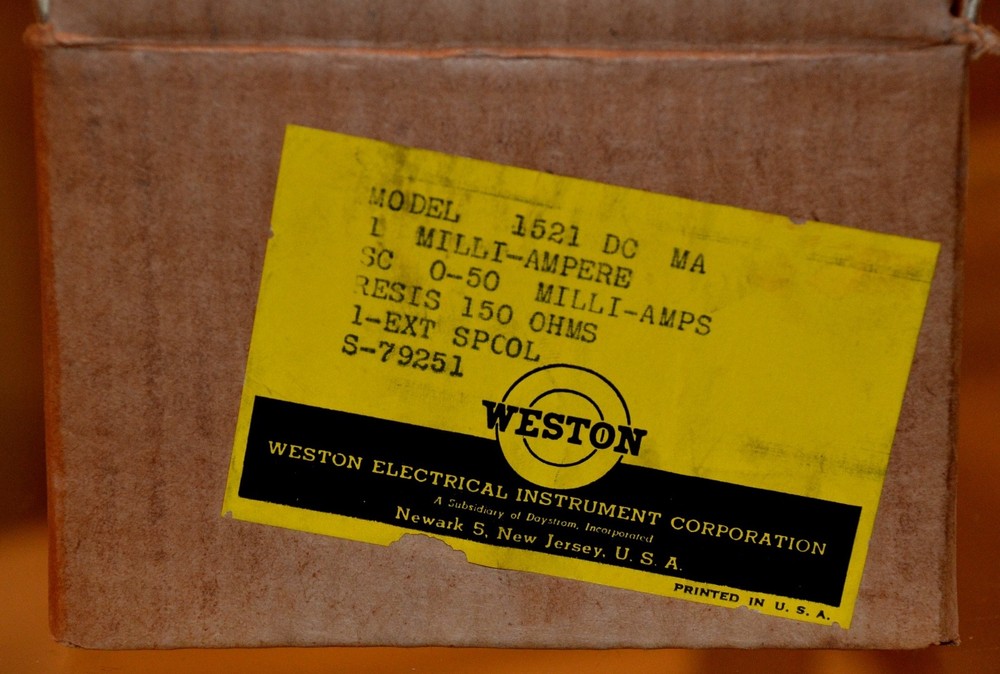 MODEL 1521 DC MA
1 MILLI-AMPERE
SC 0-50 MILLI-AMPS
RESIS 150 OHMS
1-EXT SPCOL
S-79251
WESTON
WESTON ELECTRICAL INSTRUMENT CORPORATION
A Subsidiary of Daystrom, Incorporated
Newark 5, New Jersey, U. S. A.
PRINTED IN U. S. A.